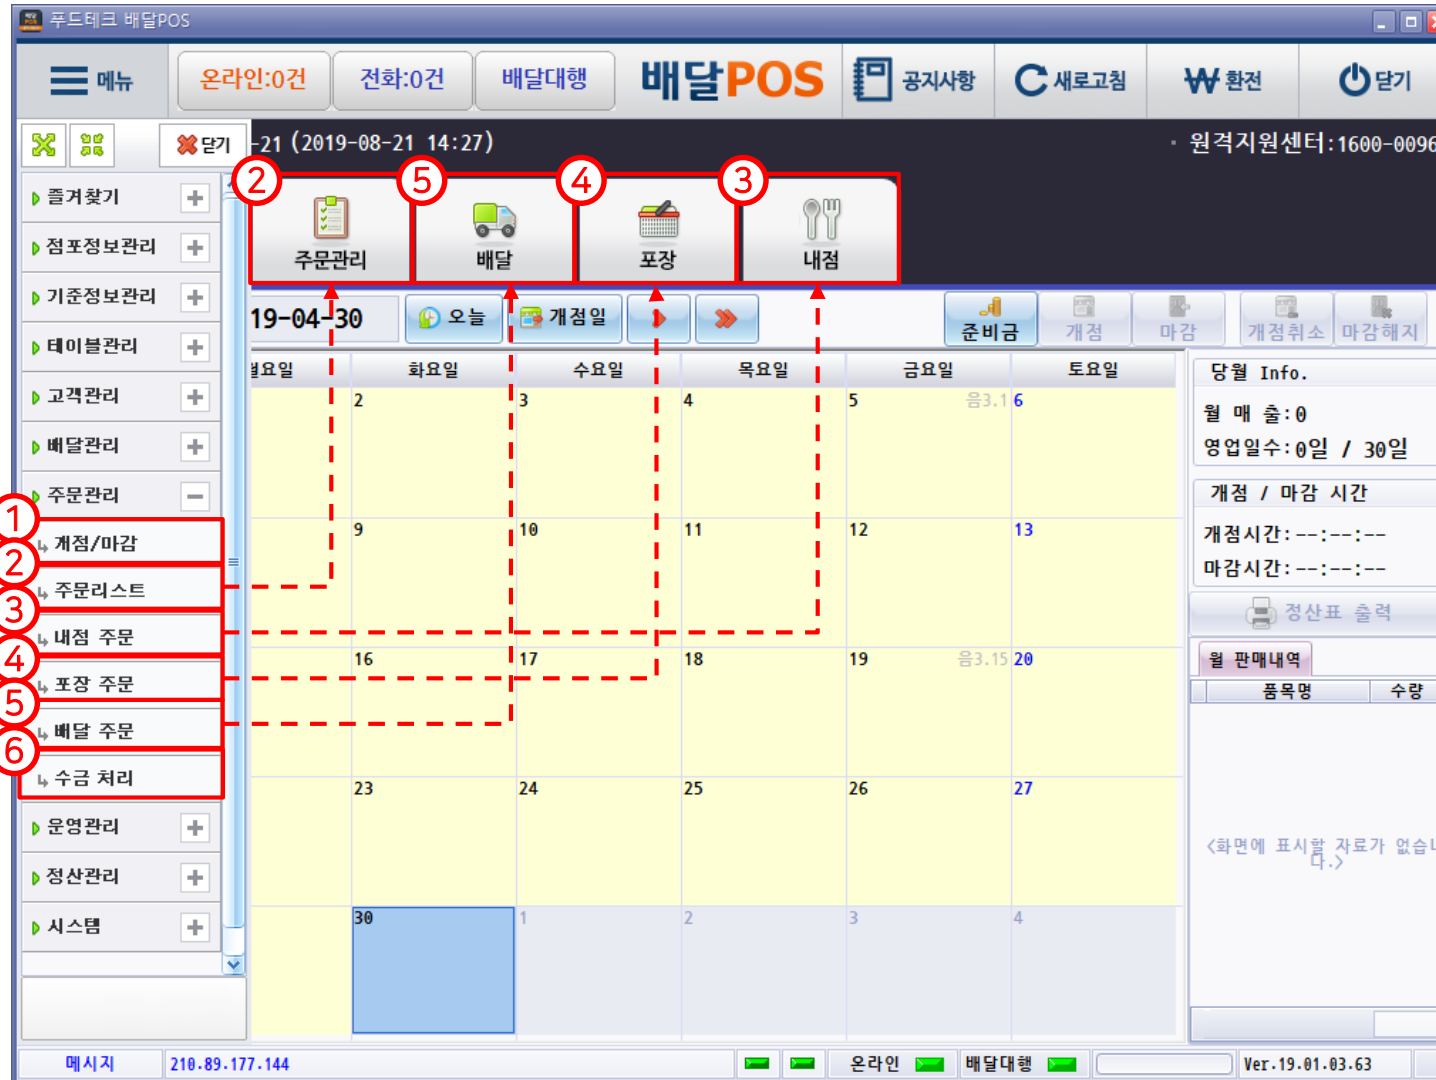 푸드테크 배달POS
메뉴 온라인:0건 전화:0건 배달대행 배달POS 공지사항 새로고침 환전 닫기
닫기 -21 (2019-08-21 14:27) · 원격지원센터:1600-0096
2 5 4 3
주문관리 배달 포장 내점
19-04-30 오늘 개점일 준비금 개점 마감 개점취소 마감해지
월요일 화요일 수요일 목요일 금요일 토요일
2 3 4 5 음3.1 6
9 10 11 12 13
16 17 18 19 음3.15 20
23 24 25 26 27
30 1 2 3 4
즐겨찾기
점포정보관리
기준정보관리
테이블관리
고객관리
배달관리
주문관리
1 개점/마감
2 주문리스트
3 내점 주문
4 포장 주문
5 배달 주문
6 수금 처리
운영관리
정산관리
시스템
당월 Info.
월 매 출:0
영업일수:0일 / 30일
개점 / 마감 시간
개점시간:--:--:--
마감시간:--:--:--
정산표 출력
월 판매내역
품목명 수량
<화면에 표시할 자료가 없습니
다.>
메시지 210.89.177.144 온라인 배달대행 Ver.19.01.03.63